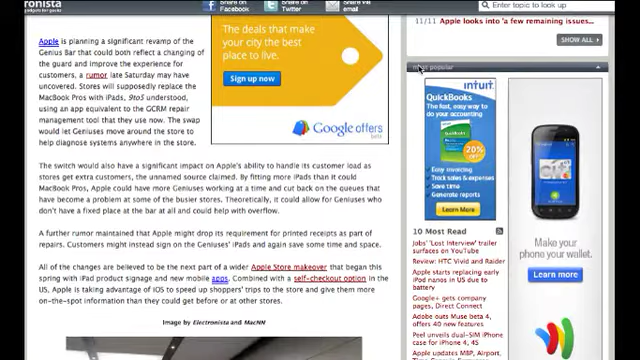 ronista
gadgets for geeks
Share on
Facebook
Share on
Twitter
Enter topic to look up
11/11 Apple looks into 'a few remaining issues...
SHOW ALL
most popular
The deals that make
your city the best
place to live.
Sign up now
Google offers
beta
Apple is planning a significant revamp of the
Genius Bar that could both reflect a changing of
the guard and improve the experience for
customers, a rumor late Saturday may have
uncovered. Stores will supposedly replace the
MacBook Pros with iPads, 9to5 understood,
using an app equivalent to the GCRM repair
management tool that they use now. The swap
would let Geniuses move around the store to
help diagnose systems anywhere in the store.
The switch would also have a significant impact on Apple's ability to handle its customer load as
stores get extra customers, the unnamed source claimed. By fitting more iPads than it could
MacBook Pros, Apple could have more Geniuses working at a time and cut back on the queues that
have become a problem at some of the busier stores. Theoretically, it could allow for Geniuses who
don't have a fixed place at the bar at all and could help with overflow.
A further rumor maintained that Apple might drop its requirement for printed receipts as part of
repairs. Customers might instead sign on the Geniuses' iPads and again save some time and space.
All of the changes are believed to be the next part of a wider Apple Store makeover that began this
spring with iPad product signage and new mobile apps. Combined with a self-checkout option in the
US, Apple is taking advantage of iOS to speed up shoppers' trips to the store and give them more
on-the-spot information than they could get before or at other stores.
Image by Electronista and MacNN
intuit
QuickBooks
The fast, easy way
to do your accounting
20%
OFF
Easy invoicing
Track sales & expenses
Save time
Generate reports
Learn More
10 Most Read
Jobs' 'Lost Interview' trailer
surfaces on YouTube
Review: HTC Vivid and Raider
Apple starts replacing early
iPod nanos in US due to
battery
Google+ gets company
pages, Direct Connect
Adobe outs Muse beta 4,
offers 40 new features
Peel unveils dual-SIM iPhone
case for iPhone 4, 4S
Apple updates MBP, Airport,
citi
Make your
phone your wallet.
Learn more